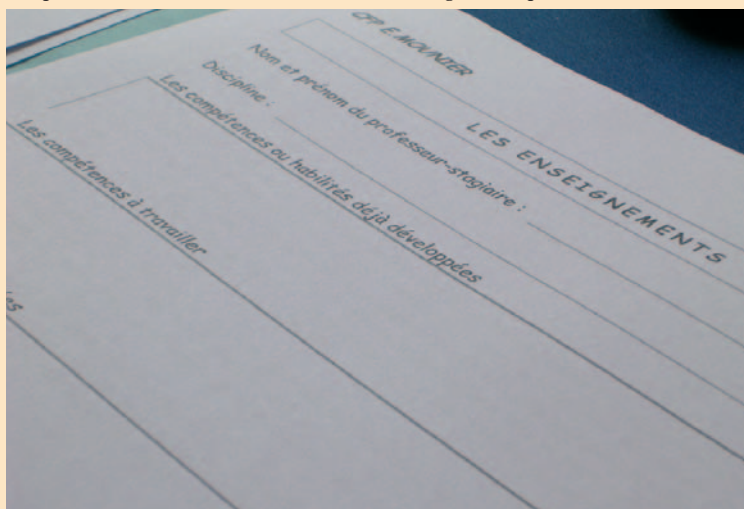 CFP E.MOUNIER
LES ENSEIGNEMENTS
Nom et prénom du professeur-stagiaire :
Discipline :
Les compétences ou habilités déjà développées
Les compétences à travailler